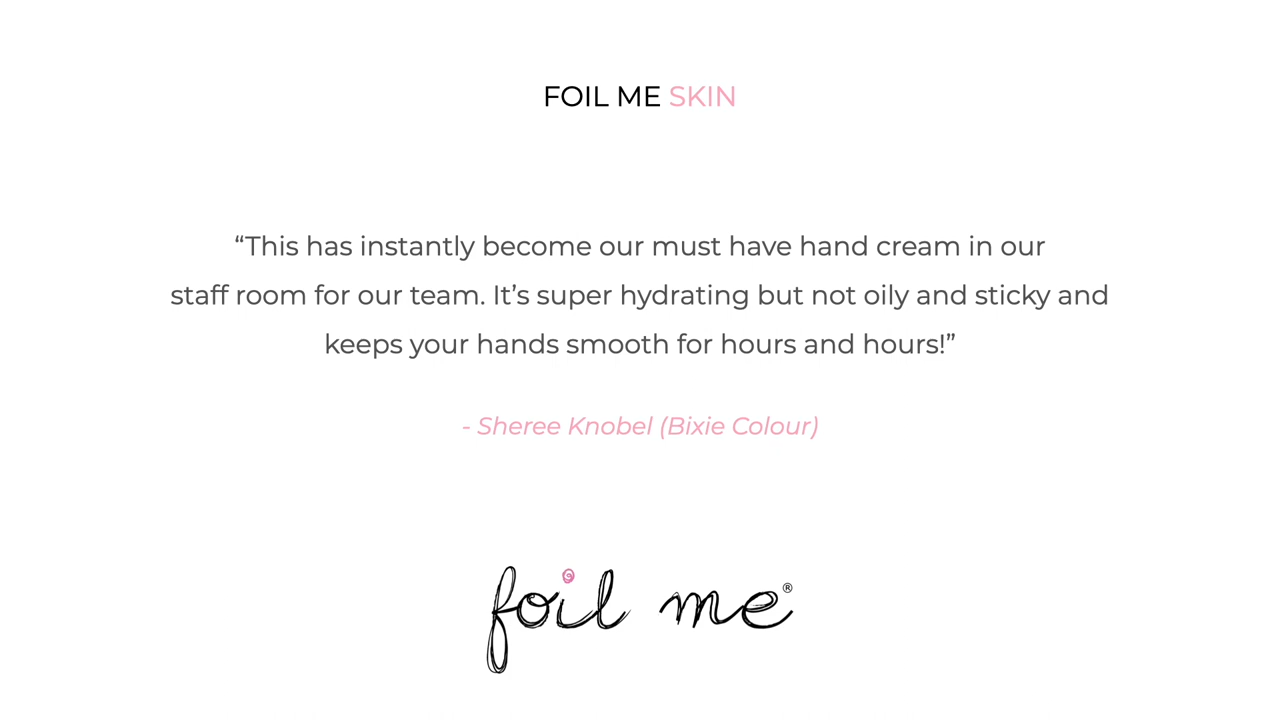 FOIL ME SKIN
“This has instantly become our must have hand cream in our
staff room for our team. It’s super hydrating but not oily and sticky and
keeps your hands smooth for hours and hours!”
- Sheree Knobel (Bixie Colour)
foil me®